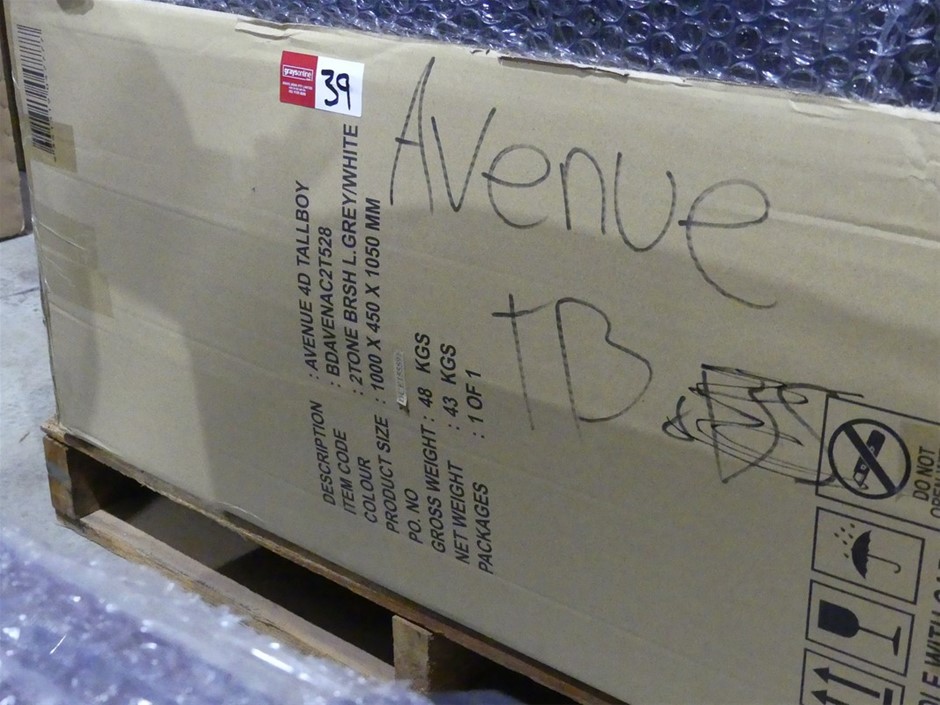 graysonline
39
Avenue
TB
DESCRIPTION : AVENUE 4D TALLBOY
ITEM CODE : BDAVENAC2T528
COLOUR : 2TONE BRSH L.GREY/WHITE
PRODUCT SIZE : 1000 X 450 X 1050 MM
PO. NO
GROSS WEIGHT : 48 KGS
NET WEIGHT : 43 KGS
PACKAGES : 1 OF 1
DO NOT